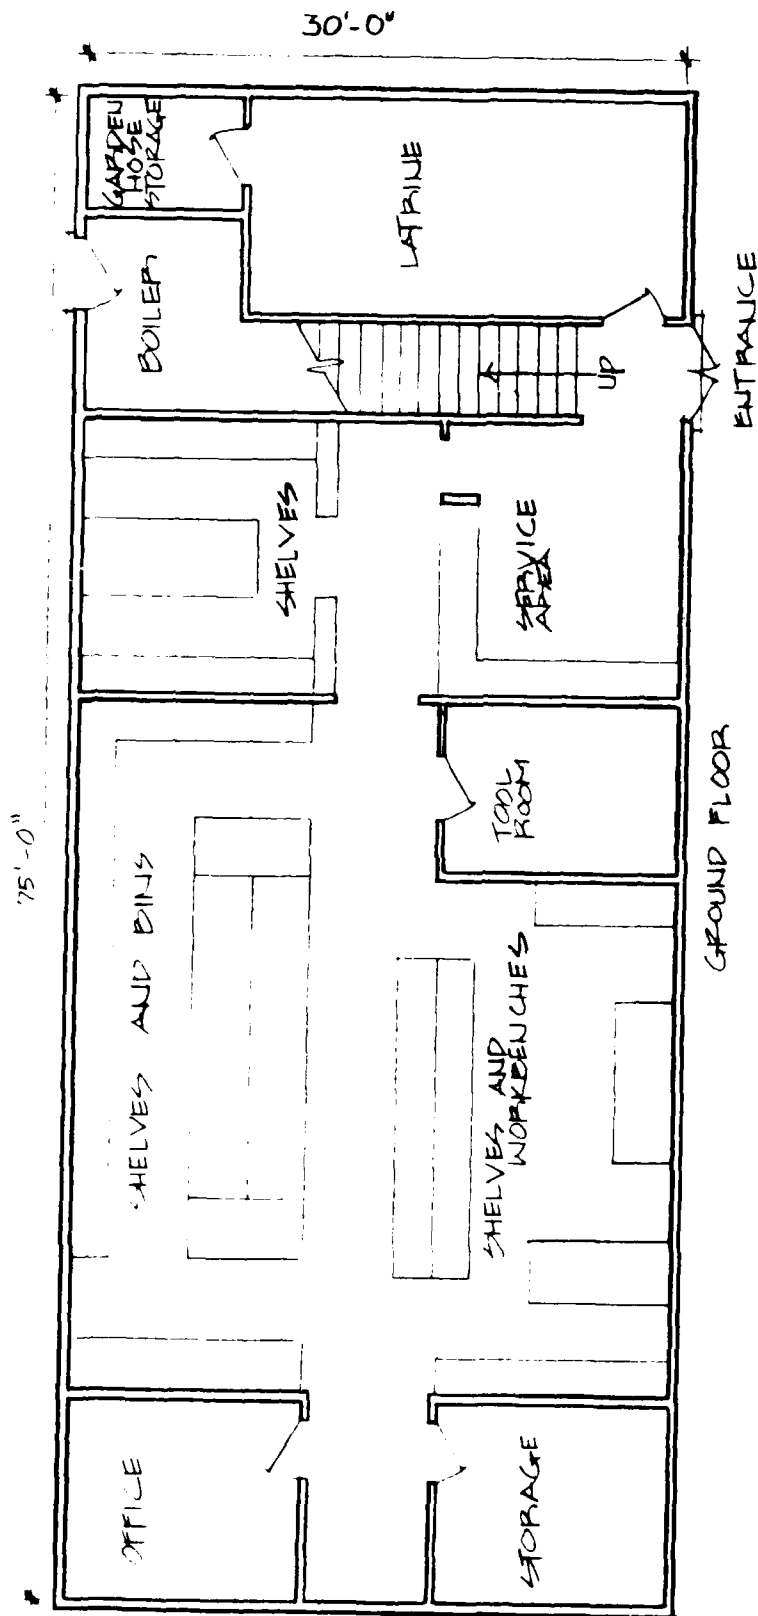 30'-0"
GARDEN
HOSE
STORAGE
LATRINE
BOILER
UP
ENTRANCE
SHELVES
SERVICE
AREA
75'-0"
TOOL
ROOM
GROUND FLOOR
SHELVES AND BINS
SHELVES AND
WORKBENCHES
OFFICE
STORAGE